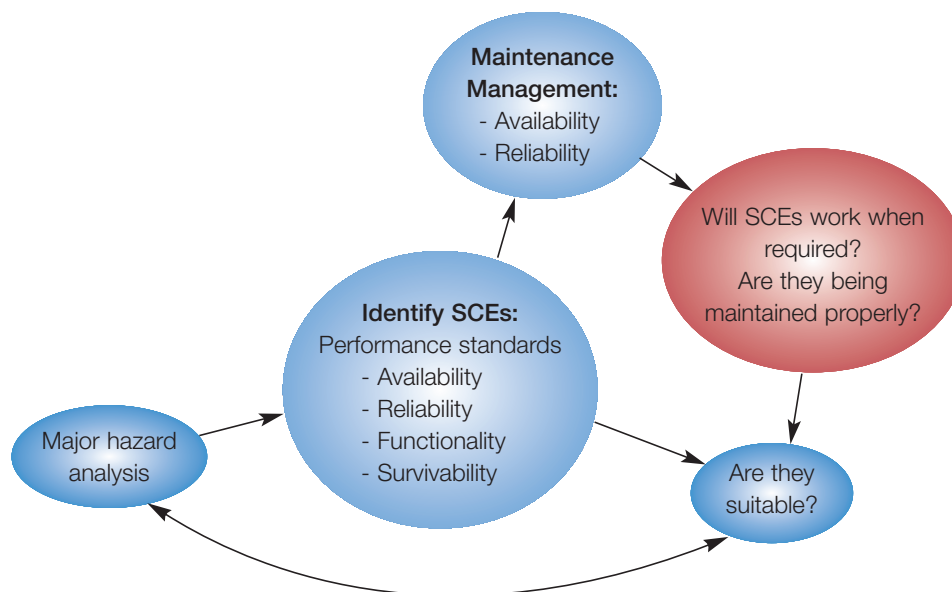 Maintenance
Management:
- Availability
- Reliability
Will SCEs work when
required?
Are they being
maintained properly?
Identify SCEs:
Performance standards
- Availability
- Reliability
- Functionality
- Survivability
Major hazard
analysis
Are they
suitable?